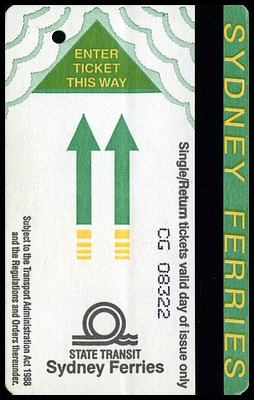 ENTER
TICKET
THIS WAY
SYDNEY FERRIES
Single/Return tickets valid day of issue only
CG 08322
Subject to the Transport Administration Act 1988
and the Regulations and Orders thereunder.
STATE TRANSIT
Sydney Ferries